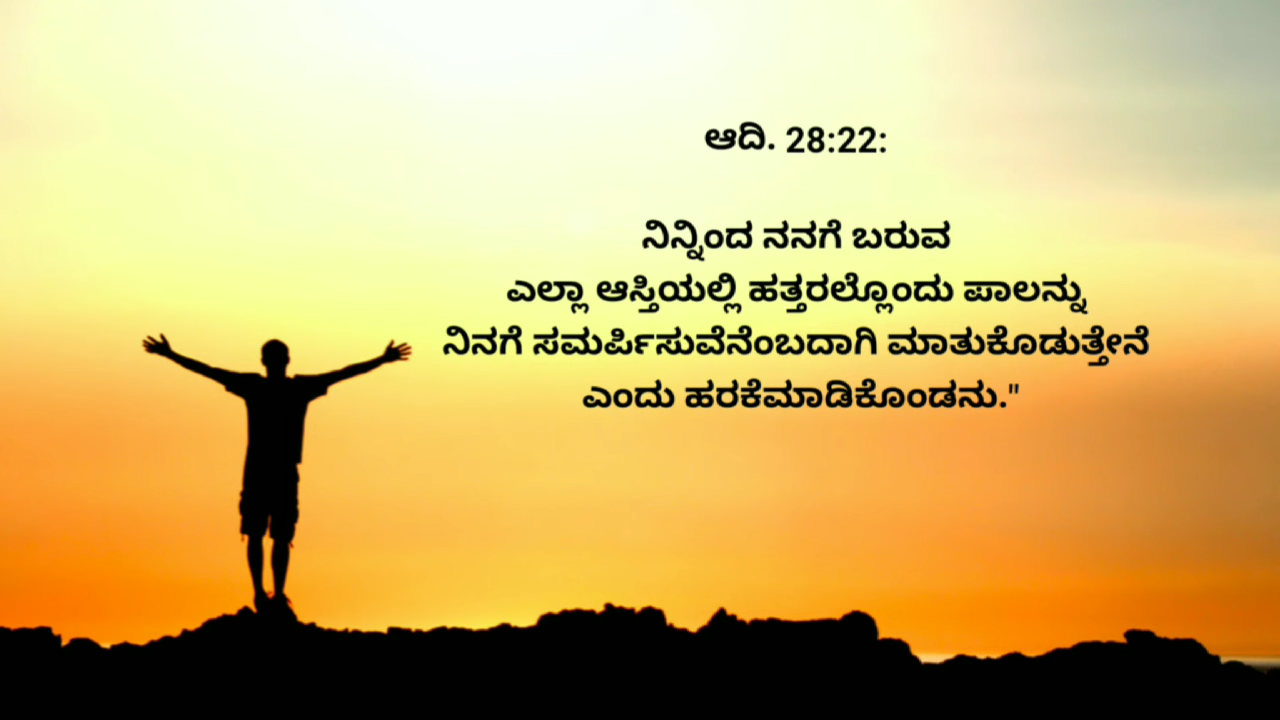 ಆದಿ. 28:22:
ನಿನ್ನಿಂದ ನನಗೆ ಬರುವ
ಎಲ್ಲಾ ಆಸ್ತಿಯಲ್ಲಿ ಹತ್ತರಲ್ಲೊಂದು ಪಾಲನ್ನು
ನಿನಗೆ ಸಮರ್ಪಿಸುವೆನೆಂಬದಾಗಿ ಮಾತುಕೊಡುತ್ತೇನೆ
ಎಂದು ಹರಕೆಮಾಡಿಕೊಂಡನು."